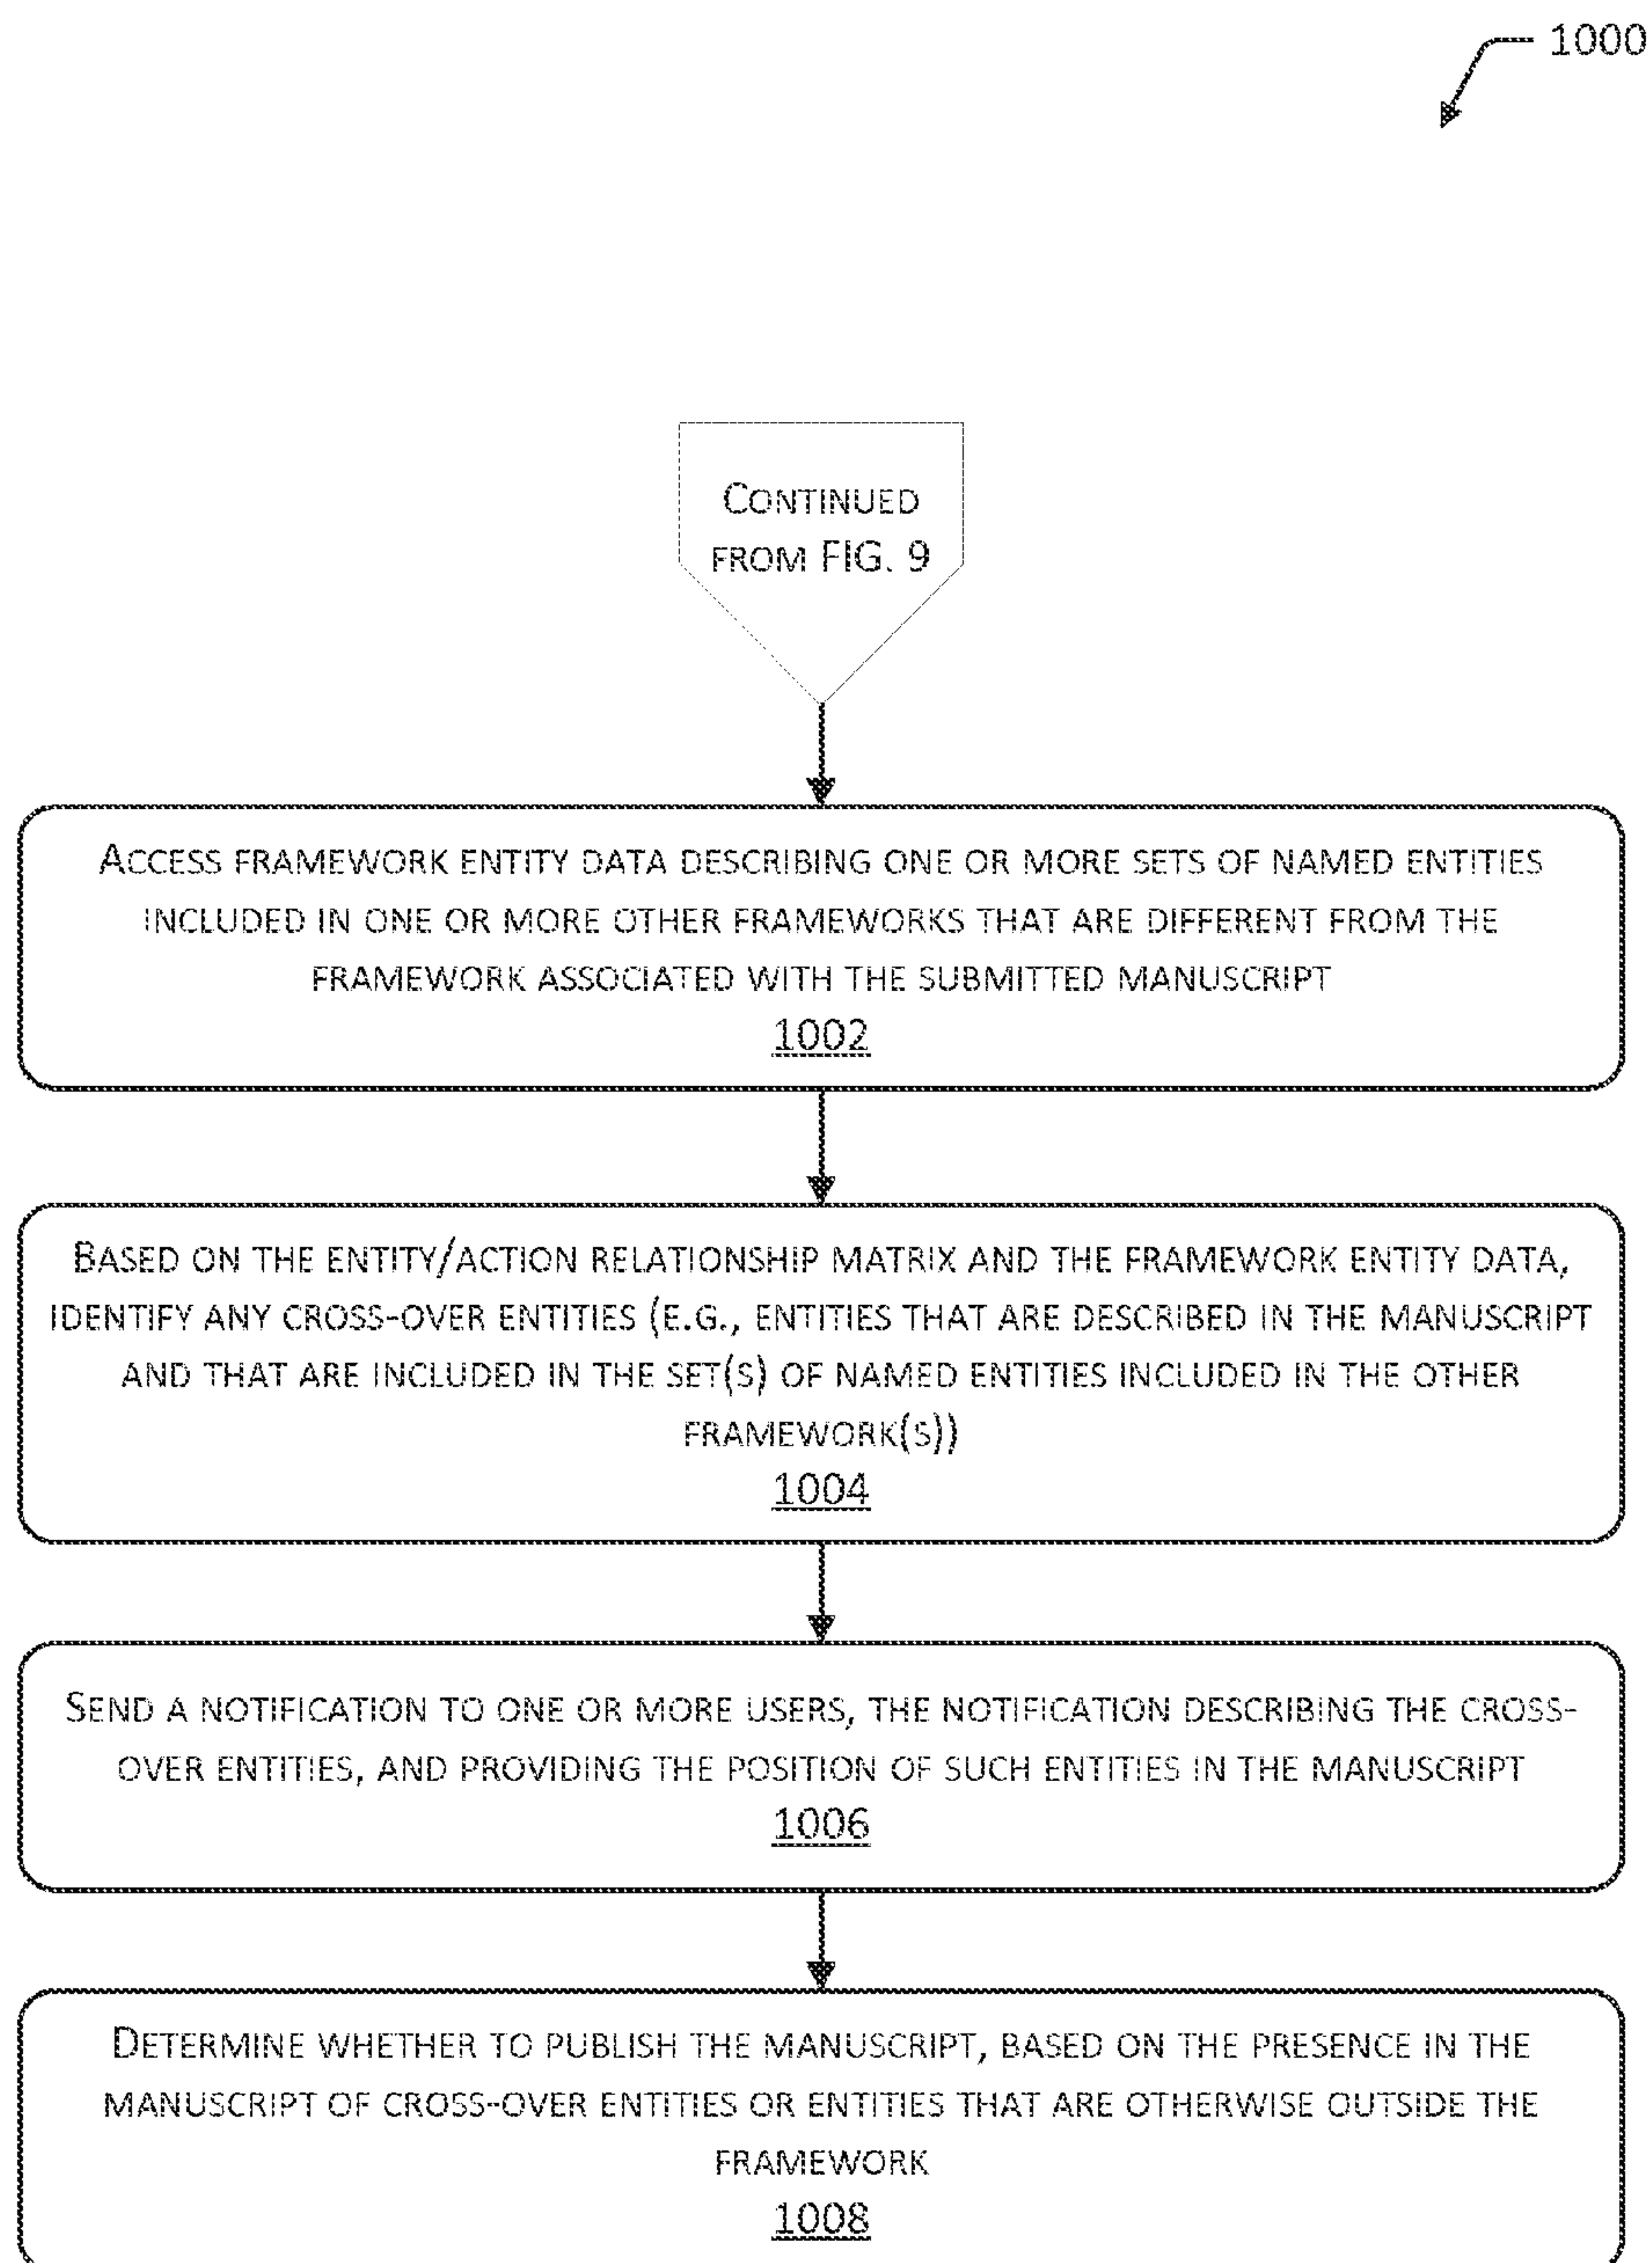 1000
CONTINUED
FROM FIG. 9
ACCESS FRAMEWORK ENTITY DATA DESCRIBING ONE OR MORE SETS OF NAMED ENTITIES
INCLUDED IN ONE OR MORE OTHER FRAMEWORKS THAT ARE DIFFERENT FROM THE
FRAMEWORK ASSOCIATED WITH THE SUBMITTED MANUSCRIPT
1002
BASED ON THE ENTITY/ACTION RELATIONSHIP MATRIX AND THE FRAMEWORK ENTITY DATA,
IDENTIFY ANY CROSS-OVER ENTITIES (E.G., ENTITIES THAT ARE DESCRIBED IN THE MANUSCRIPT
AND THAT ARE INCLUDED IN THE SET(S) OF NAMED ENTITIES INCLUDED IN THE OTHER
FRAMEWORK(S))
1004
SEND A NOTIFICATION TO ONE OR MORE USERS, THE NOTIFICATION DESCRIBING THE CROSS-
OVER ENTITIES, AND PROVIDING THE POSITION OF SUCH ENTITIES IN THE MANUSCRIPT
1006
DETERMINE WHETHER TO PUBLISH THE MANUSCRIPT, BASED ON THE PRESENCE IN THE
MANUSCRIPT OF CROSS-OVER ENTITIES OR ENTITIES THAT ARE OTHERWISE OUTSIDE THE
FRAMEWORK
1008